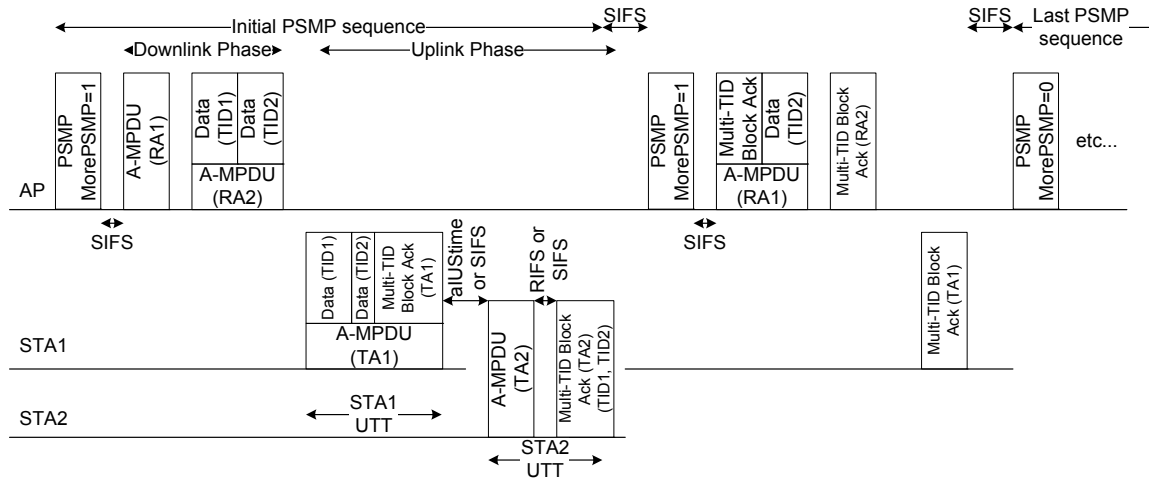 Initial PSMP sequence
SIFS
SIFS
Last PSMP
sequence
Downlink Phase
Uplink Phase
AP
PSMP
MorePSMP=1
A-MPDU
(RA1)
Data
(TID1)
Data
(TID2)
A-MPDU
(RA2)
PSMP
MorePSMP=1
Multi-TID
Block Ack
Data
(TID2)
A-MPDU
(RA1)
Multi-TID Block
Ack (RA2)
PSMP
MorePSMP=0
etc...
SIFS
SIFS
STA1
Data (TID1)
Data (TID2)
Multi-TID
Block Ack
(TA1)
A-MPDU
(TA1)
aIUStime
or SIFS
RIFS or
SIFS
Multi-TID Block
Ack (TA1)
STA2
STA1
UTT
A-MPDU
(TA2)
Multi-TID Block
Ack (TA2)
(TID1, TID2)
STA2
UTT